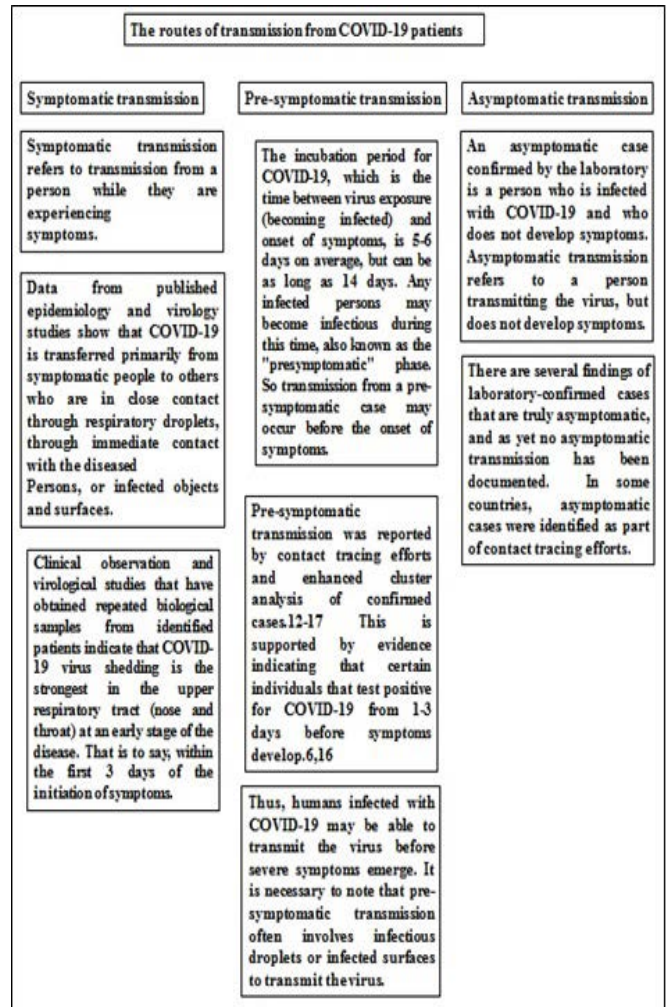 The routes of transmission from COVID-19 patients
Symptomatic transmission
Symptomatic transmission
refers to transmission from a
person while they are
experiencing
symptoms.
Data from published
epidemiology and virology
studies show that COVID-19
is transferred primarily from
symptomatic people to others
who are in close contact
through respiratory droplets,
through immediate contact
with the diseased
Persons, or infected objects
and surfaces.
Clinical observation and
virological studies that have
obtained repeated biological
samples from identified
patients indicate that COVID-
19 virus shedding is the
strongest in the upper
respiratory tract (nose and
throat) at an early stage of the
disease. That is to say, within
the first 3 days of the
initiation of symptoms.
Pre-symptomatic transmission
The incubation period for
COVID-19, which is the
time between virus exposure
(becoming infected) and
onset of symptoms, is 5-6
days on average, but can be
as long as 14 days. Any
infected persons may
become infectious during
this time, also known as the
"presymptomatic" phase.
So transmission from a pre-
symptomatic case may
occur before the onset of
symptoms.
Pre-symptomatic
transmission was reported
by contact tracing efforts
and enhanced cluster
analysis of confirmed
cases.12-17 This is
supported by evidence
indicating that certain
individuals that test positive
for COVID-19 from 1-3
days before symptoms
develop.6,16
Thus, humans infected with
COVID-19 may be able to
transmit the virus before
severe symptoms emerge. It
is necessary to note that pre-
symptomatic transmission
often involves infectious
droplets or infected surfaces
to transmit thevirus.
Asymptomatic transmission
An asymptomatic case
confirmed by the laboratory
is a person who is infected
with COVID-19 and who
does not develop symptoms.
Asymptomatic transmission
refers to a person
transmitting the virus, but
does not develop symptoms.
There are several findings of
laboratory-confirmed cases
that are truly asymptomatic,
and as yet no asymptomatic
transmission has been
documented. In some
countries, asymptomatic
cases were identified as part
of contact tracing efforts.